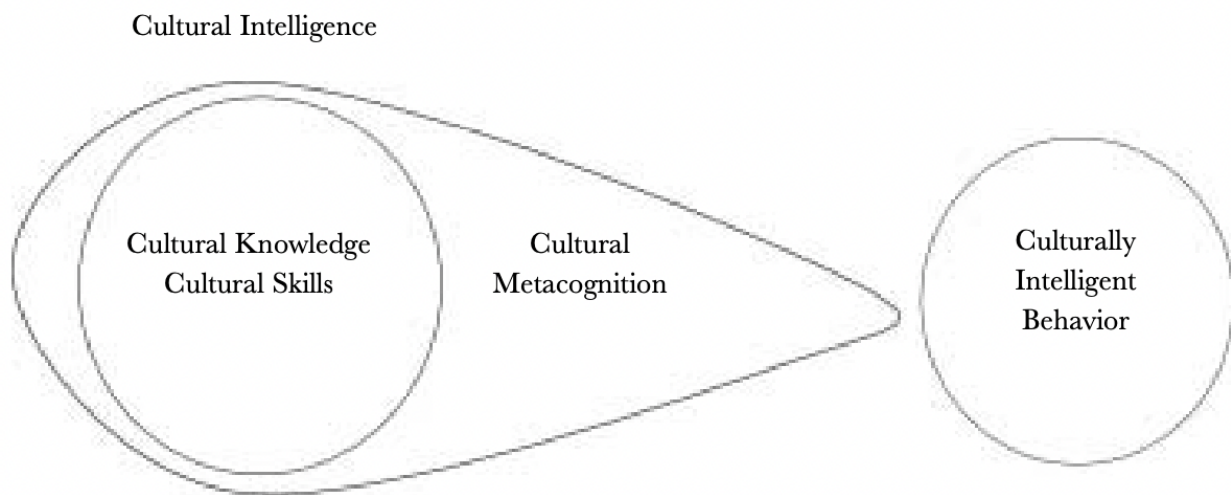 Cultural Intelligence
Cultural Knowledge
Cultural Skills
Cultural
Metacognition
Culturally
Intelligent
Behavior